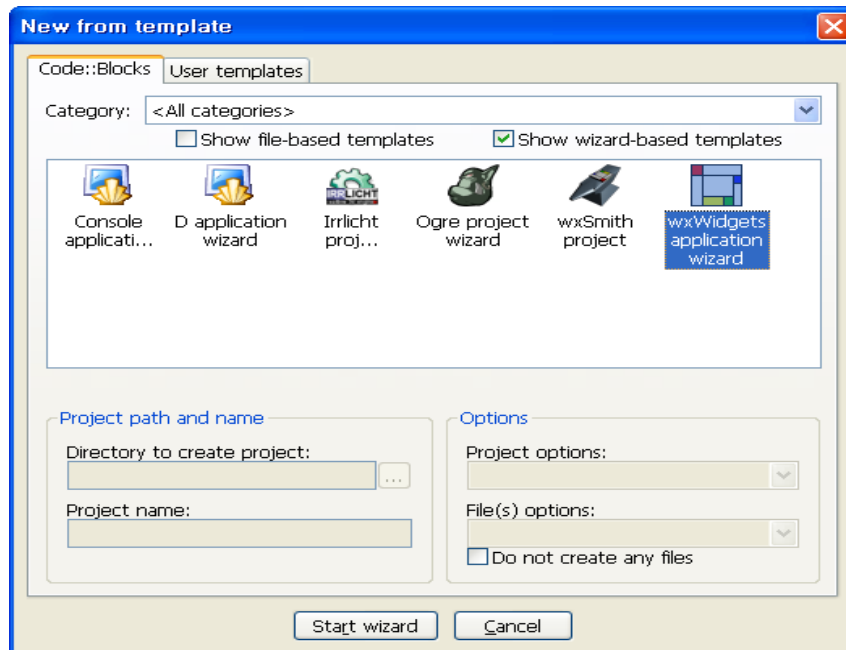 New from template
Code::Blocks User templates
Category: <All categories>
Show file-based templates Show wizard-based templates
Console applicati...
D application wizard
IRRLICHT
Irrlicht proj...
Ogre project wizard
wxSmith project
wxWidgets application wizard
Project path and name
Directory to create project:
...
Project name:
Options
Project options:
File(s) options:
Do not create any files
Start wizard Cancel